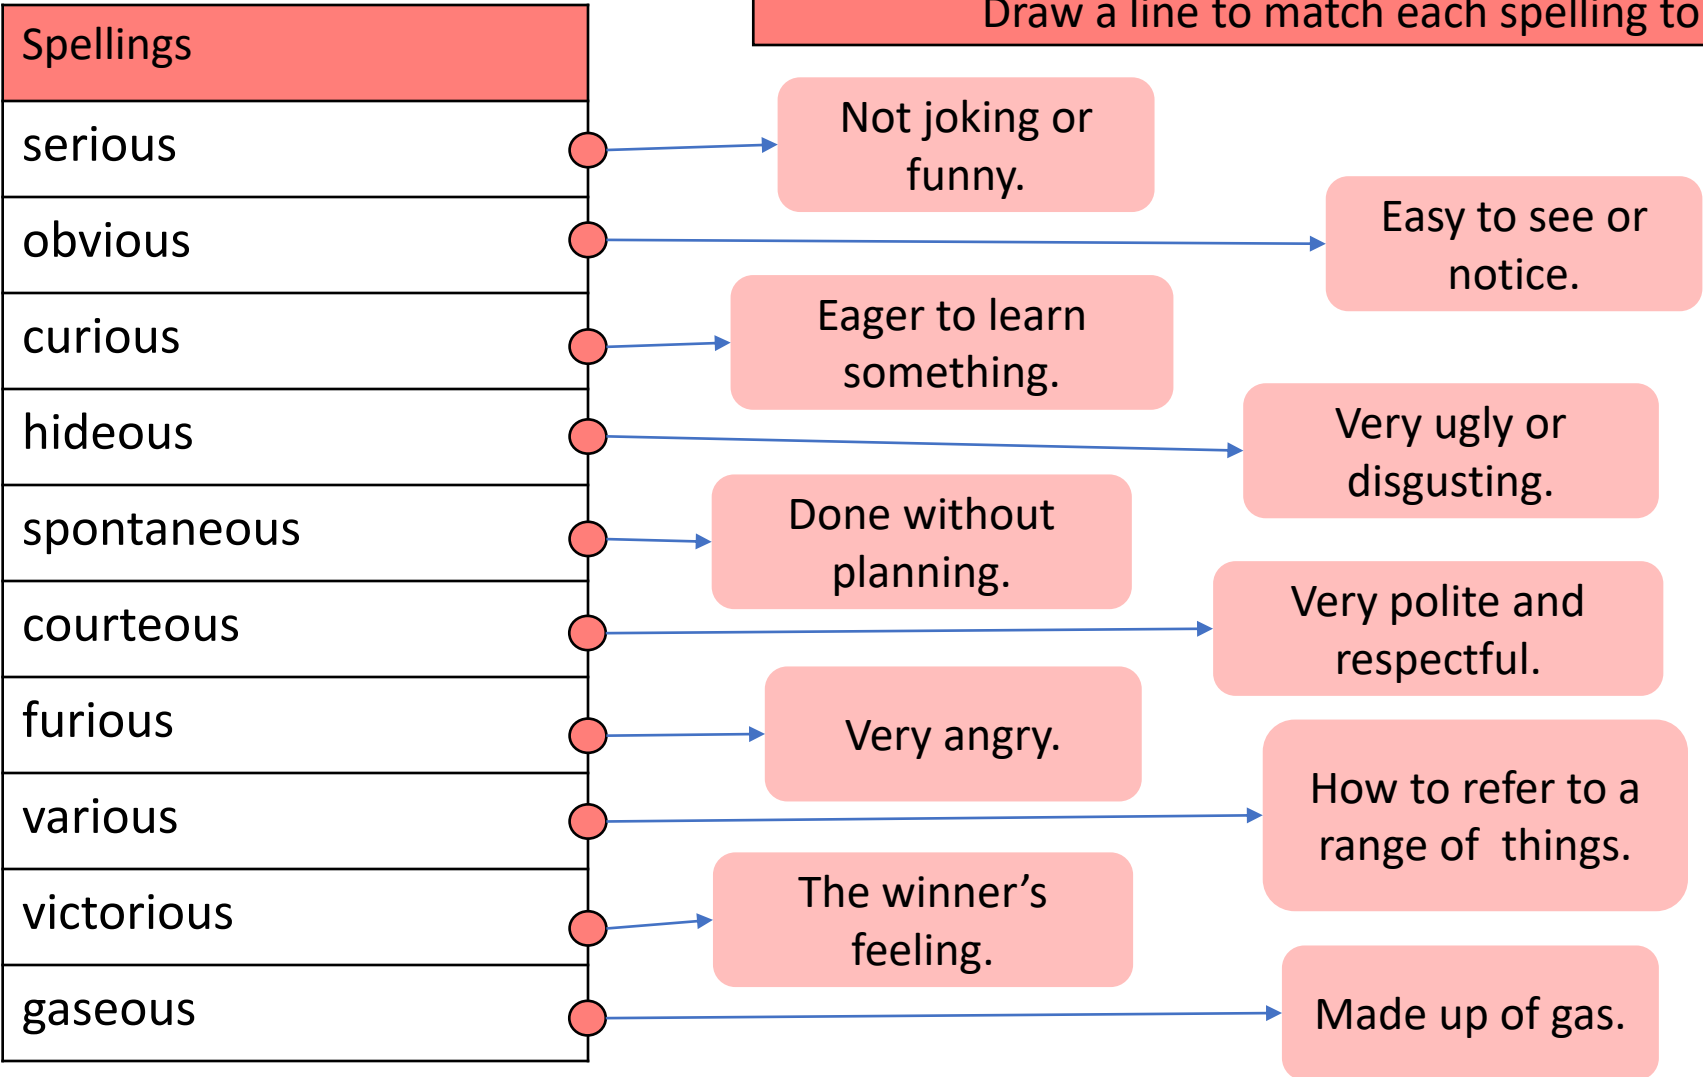 Spellings
Draw a line to match each spelling to
serious
Not joking or
funny.
obvious
Easy to see or
notice.
curious
Eager to learn
something.
hideous
Very ugly or
disgusting.
spontaneous
Done without
planning.
courteous
Very polite and
respectful.
furious
Very angry.
various
How to refer to a
range of  things.
victorious
The winner’s
feeling.
gaseous
Made up of gas.